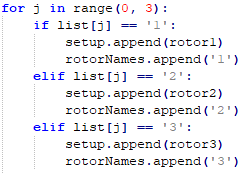 for j in range(0, 3):
    if list[j] == '1':
        setup.append(rotor1)
        rotorNames.append('1')
    elif list[j] == '2':
        setup.append(rotor2)
        rotorNames.append('2')
    elif list[j] == '3':
        setup.append(rotor3)
        rotorNames.append('3')